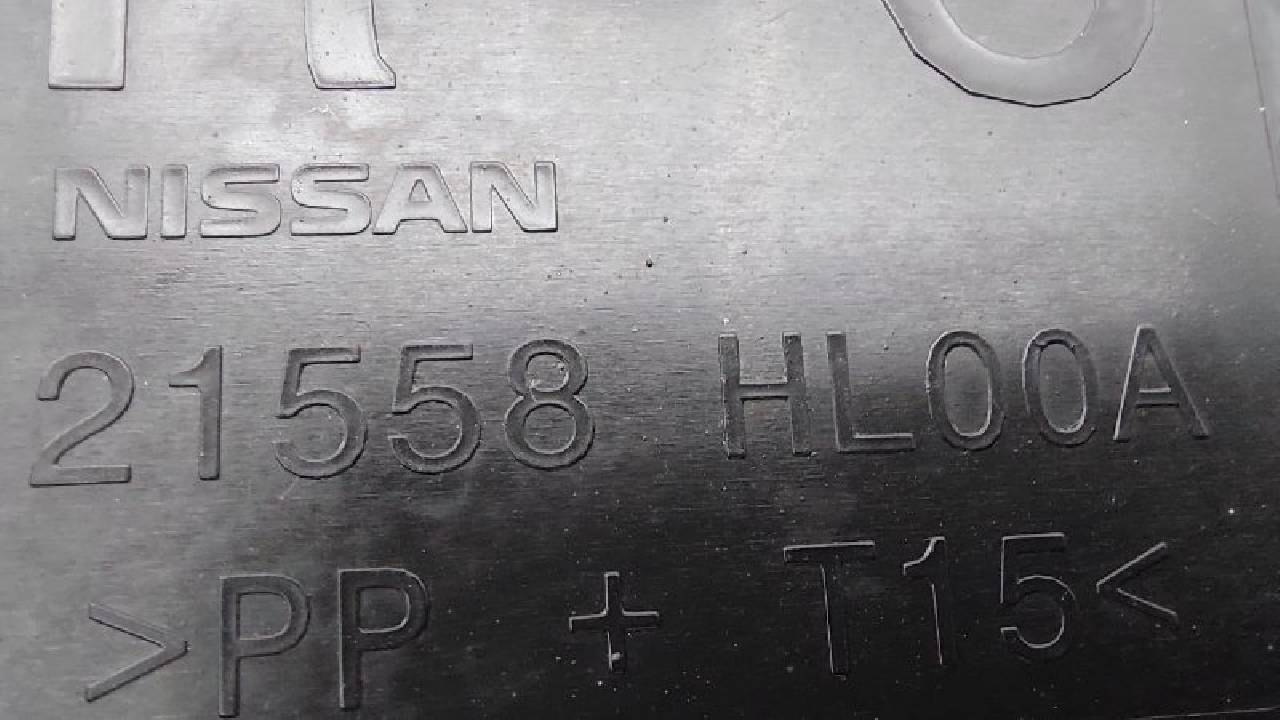 NISSAN
21558 HL00A
>PP + T15<